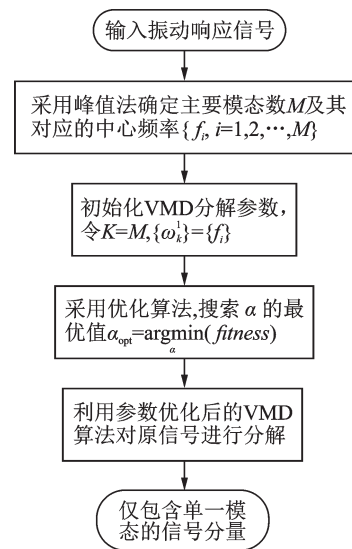 输入振动响应信号
采用峰值法确定主要模态数M及其
对应的中心频率{fᵢ, i=1,2,⋯,M}
初始化VMD分解参数,
令K=M,{ωₖ¹}={fᵢ}
采用优化算法,搜索 α 的最
优值αopt=argmin(fitness)
α
利用参数优化后的VMD
算法对原信号进行分解
仅包含单一模
态的信号分量